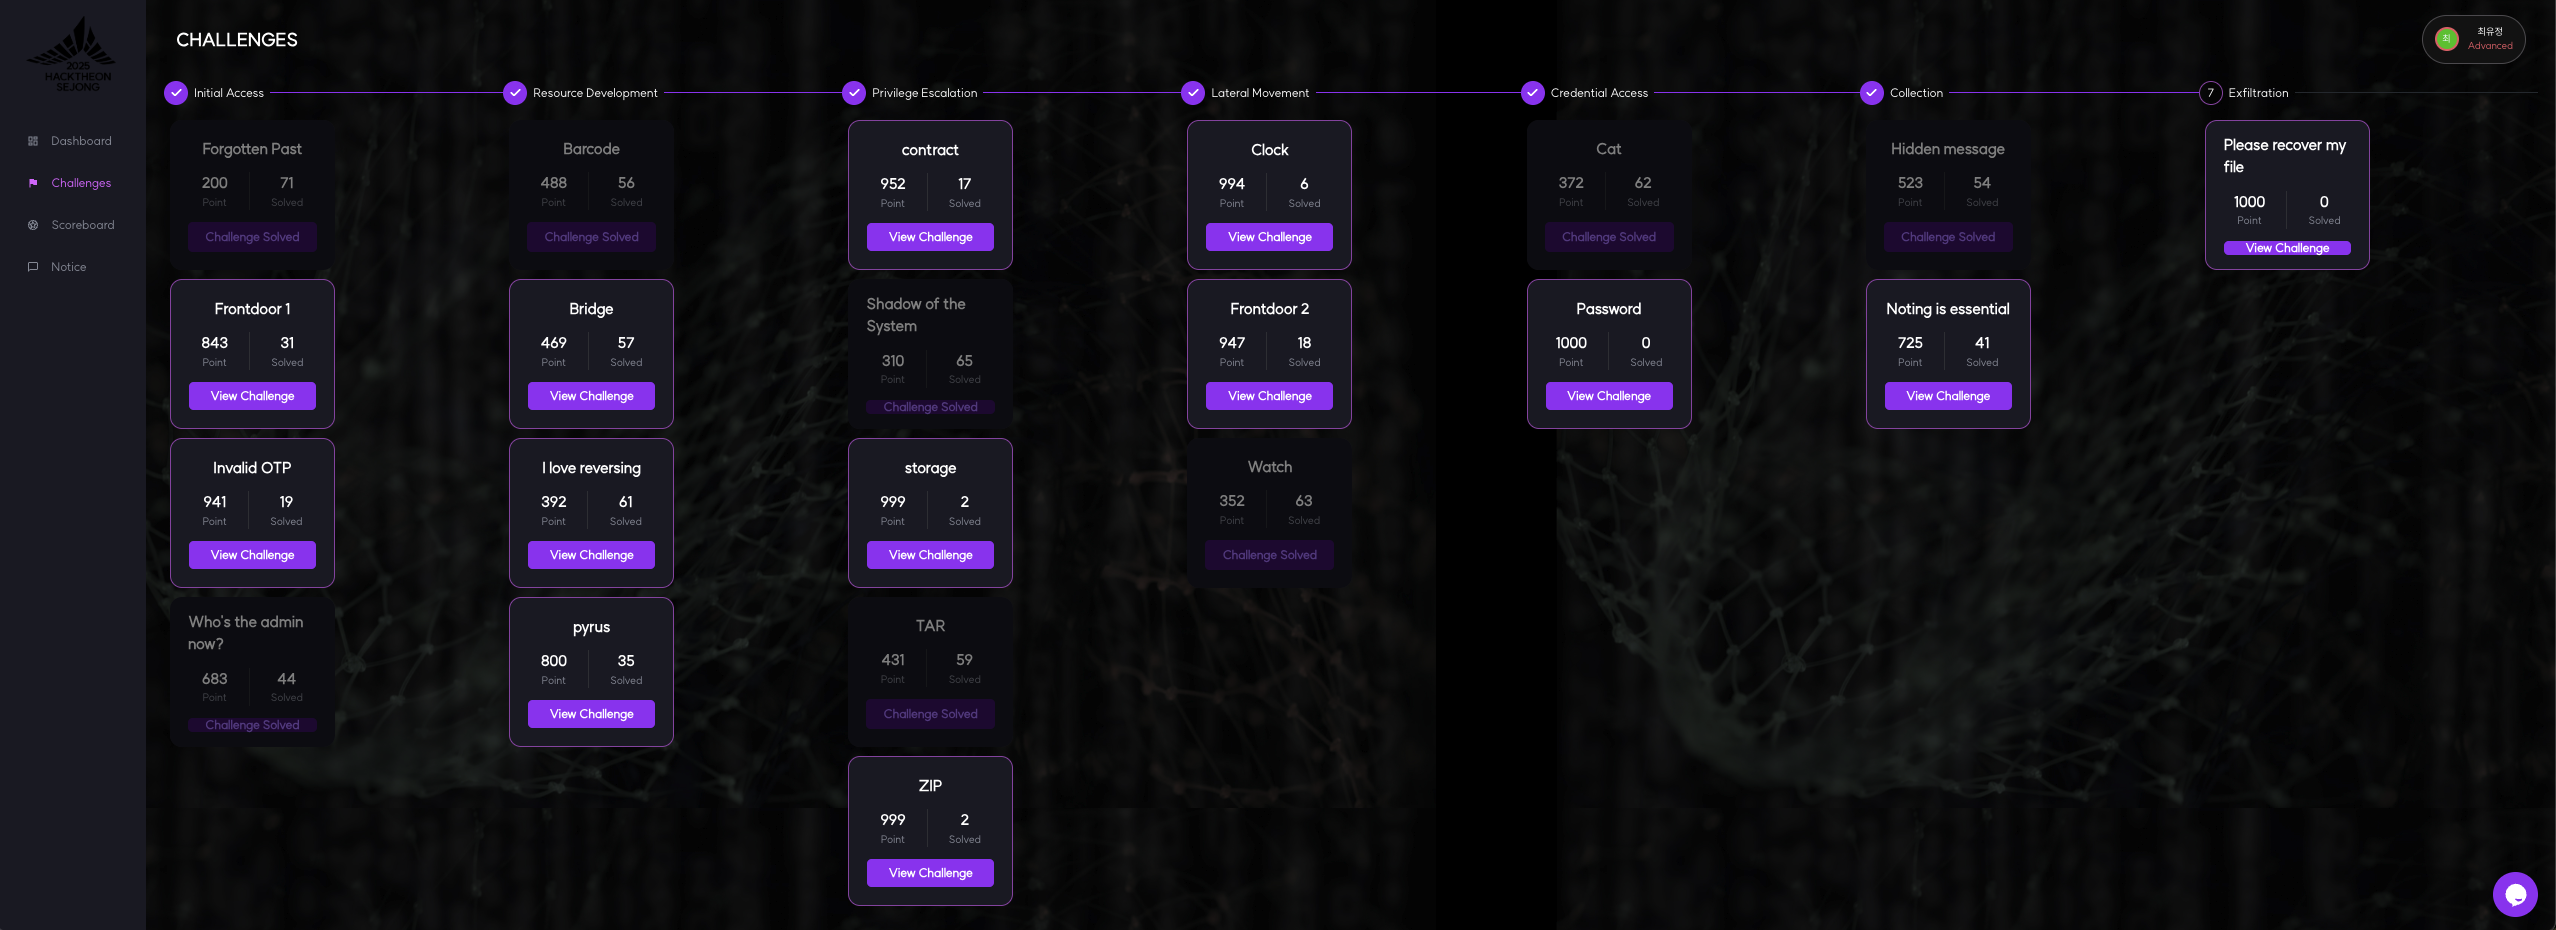 2025
HACKTHEON
SEJONG
Dashboard
Challenges
Scoreboard
Notice
CHALLENGES
최
최유정
Advanced
Initial Access
Resource Development
Privilege Escalation
Lateral Movement
Credential Access
Collection
7
Exfiltration
Forgotten Past
200
71
Point
Solved
Challenge Solved
Frontdoor 1
843
31
Point
Solved
View Challenge
Invalid OTP
941
19
Point
Solved
View Challenge
Who's the admin
now?
683
44
Point
Solved
Challenge Solved
Barcode
488
56
Point
Solved
Challenge Solved
Bridge
469
57
Point
Solved
View Challenge
I love reversing
392
61
Point
Solved
View Challenge
pyrus
800
35
Point
Solved
View Challenge
contract
952
17
Point
Solved
View Challenge
Shadow of the
System
310
65
Point
Solved
Challenge Solved
storage
999
2
Point
Solved
View Challenge
TAR
431
59
Point
Solved
Challenge Solved
ZIP
999
2
Point
Solved
View Challenge
Clock
994
6
Point
Solved
View Challenge
Frontdoor 2
947
18
Point
Solved
View Challenge
Watch
352
63
Point
Solved
Challenge Solved
Cat
372
62
Point
Solved
Challenge Solved
Password
1000
0
Point
Solved
View Challenge
Hidden message
523
54
Point
Solved
Challenge Solved
Noting is essential
725
41
Point
Solved
View Challenge
Please recover my
file
1000
0
Point
Solved
View Challenge